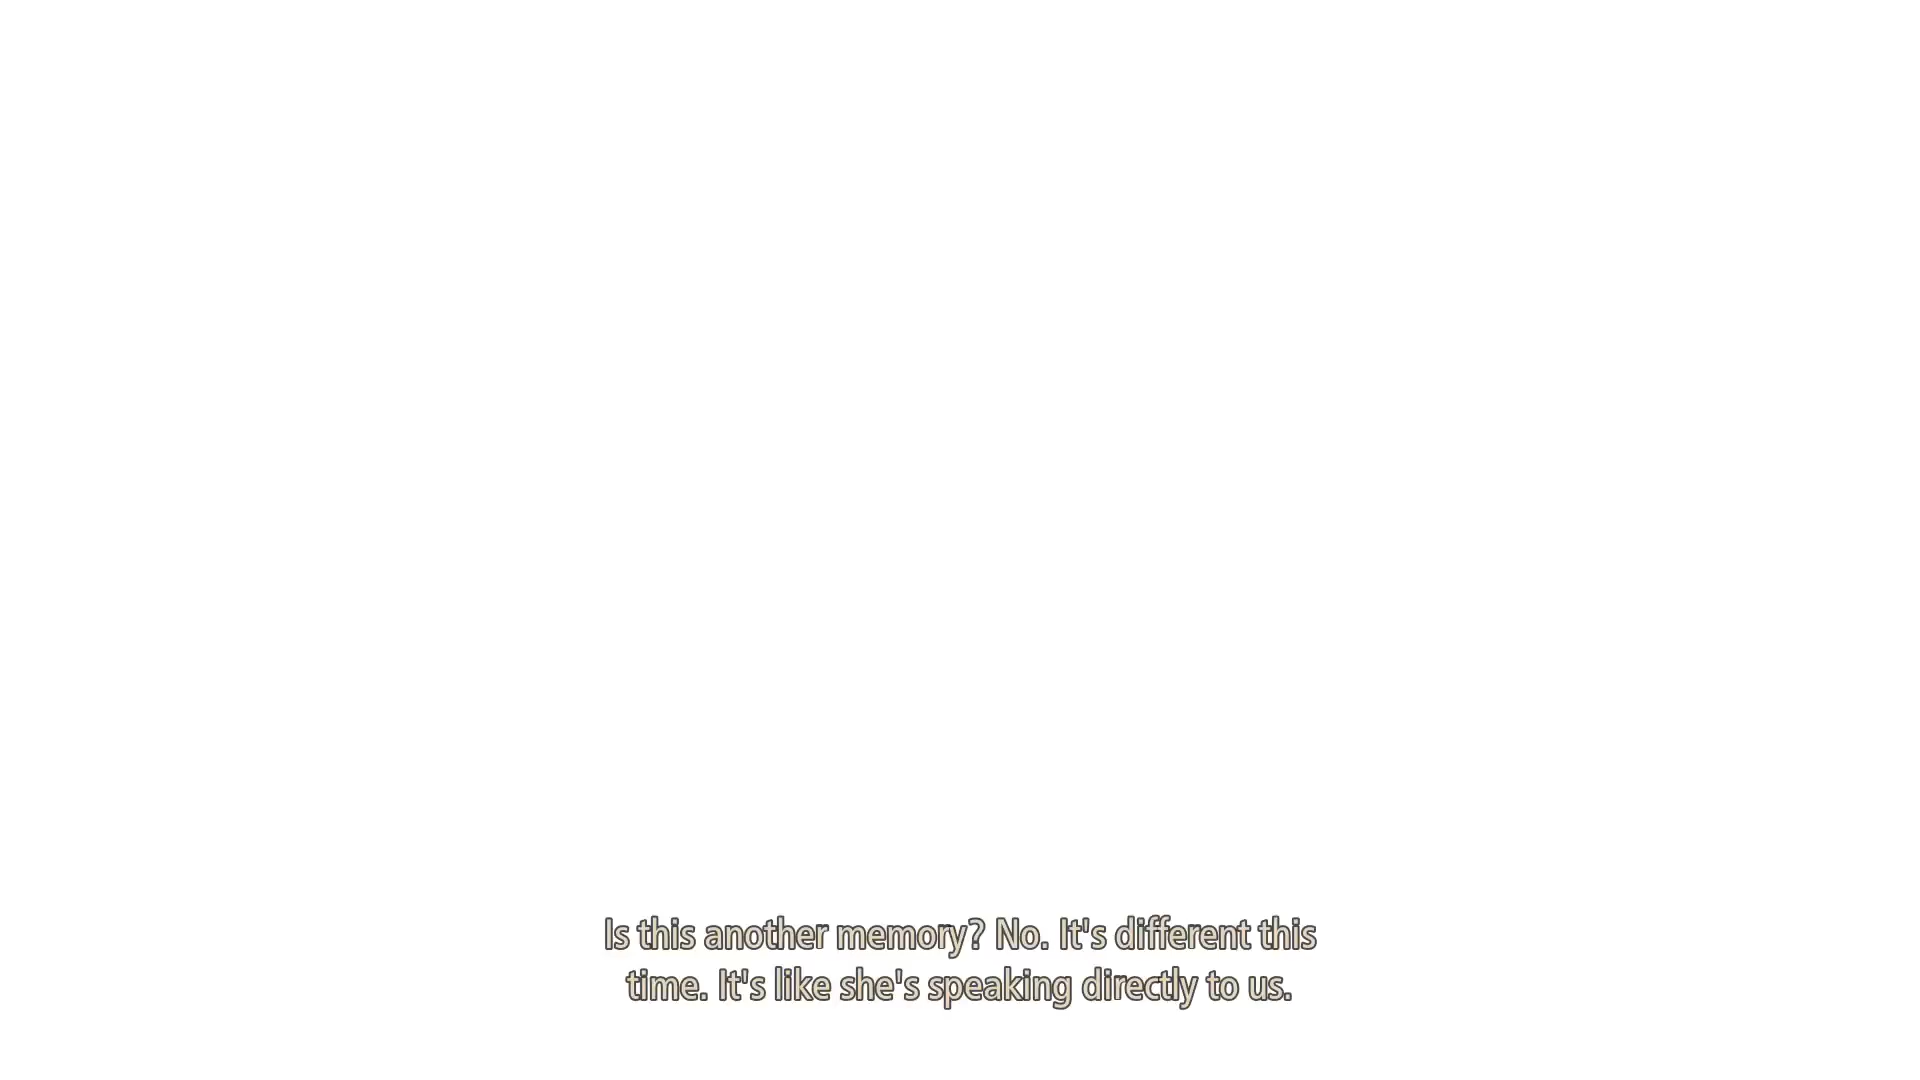 Is this another memory? No. It's different this
time. It's like she's speaking directly to us.